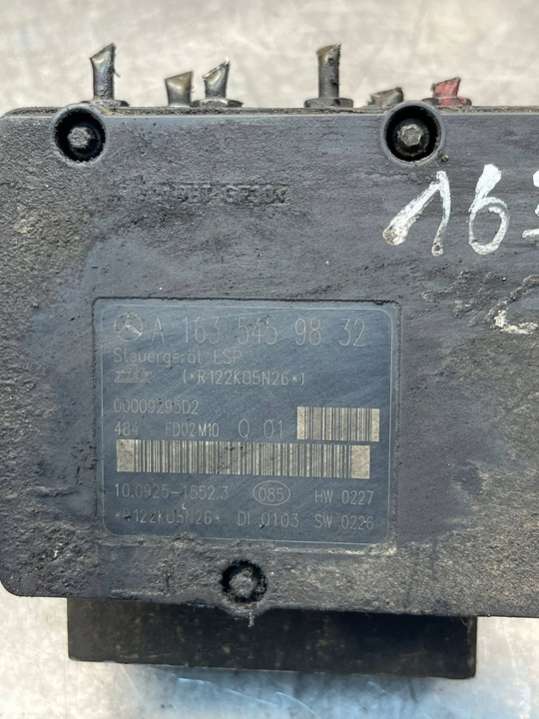 163
A 163 545 98 32
Steuergerät ESP
(*R122K05N26*)
00009295D2
484 FD02M10 Q 01
10.0925-1552.3 085 HW 0227
*R122K05N26* DI 0103 SW 0226